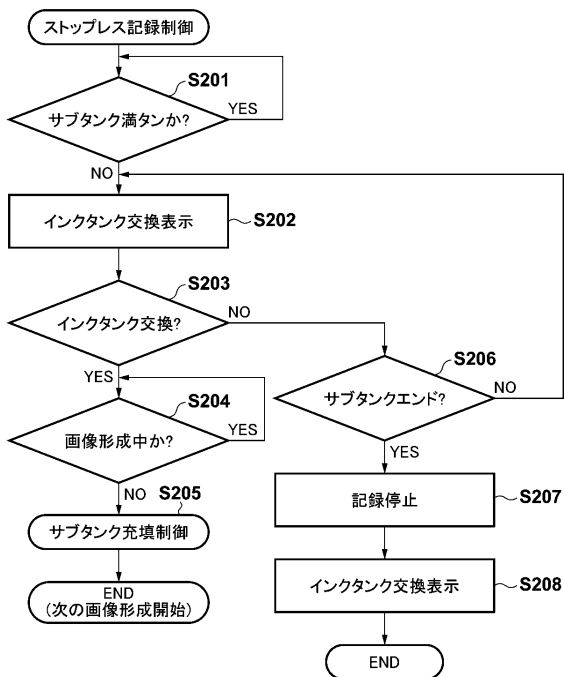 ストップレス記録制御
S201
サブタンク満タンか?
YES
NO
インクタンク交換表示
S202
S203
インクタンク交換?
NO
YES
S204
画像形成中か?
YES
NO
S205
サブタンク充填制御
END
(次の画像形成開始)
S206
サブタンクエンド?
NO
YES
記録停止
S207
インクタンク交換表示
S208
END